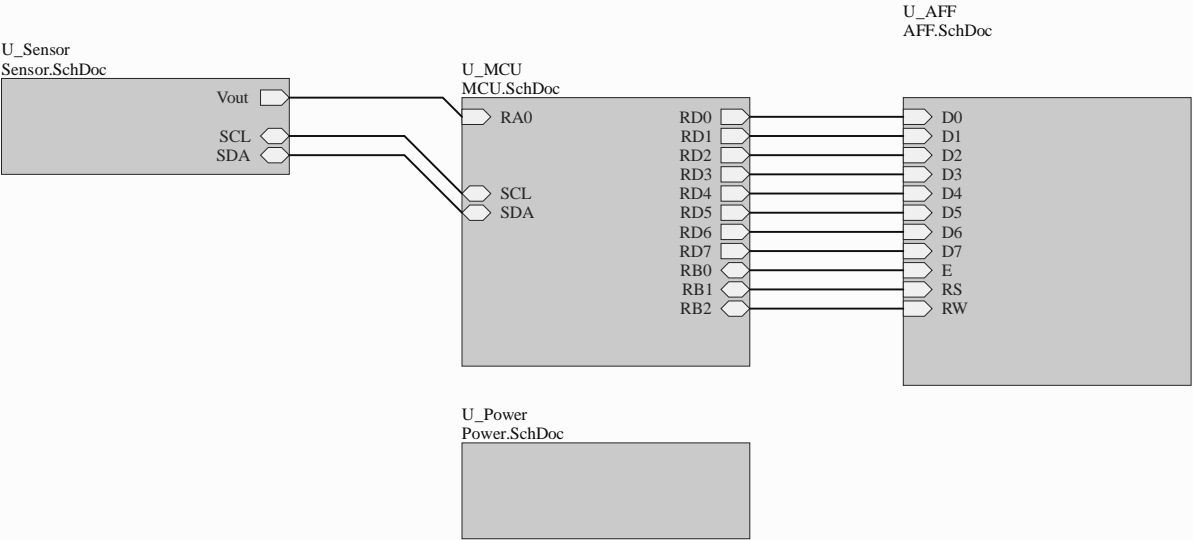 U_Sensor
Sensor.SchDoc
Vout
SCL
SDA
U_MCU
MCU.SchDoc
RA0
SCL
SDA
RD0
RD1
RD2
RD3
RD4
RD5
RD6
RD7
RB0
RB1
RB2
U_AFF
AFF.SchDoc
D0
D1
D2
D3
D4
D5
D6
D7
E
RS
RW
U_Power
Power.SchDoc